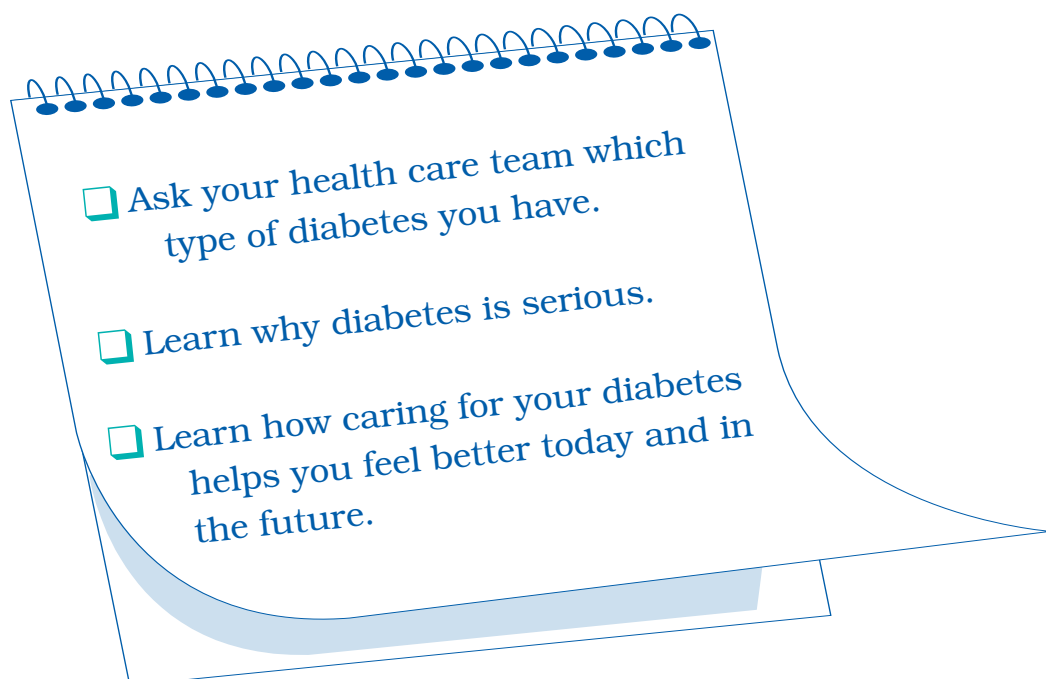 ❏ Ask your health care team which
type of diabetes you have.
❏ Learn why diabetes is serious.
❏ Learn how caring for your diabetes
helps you feel better today and in
the future.